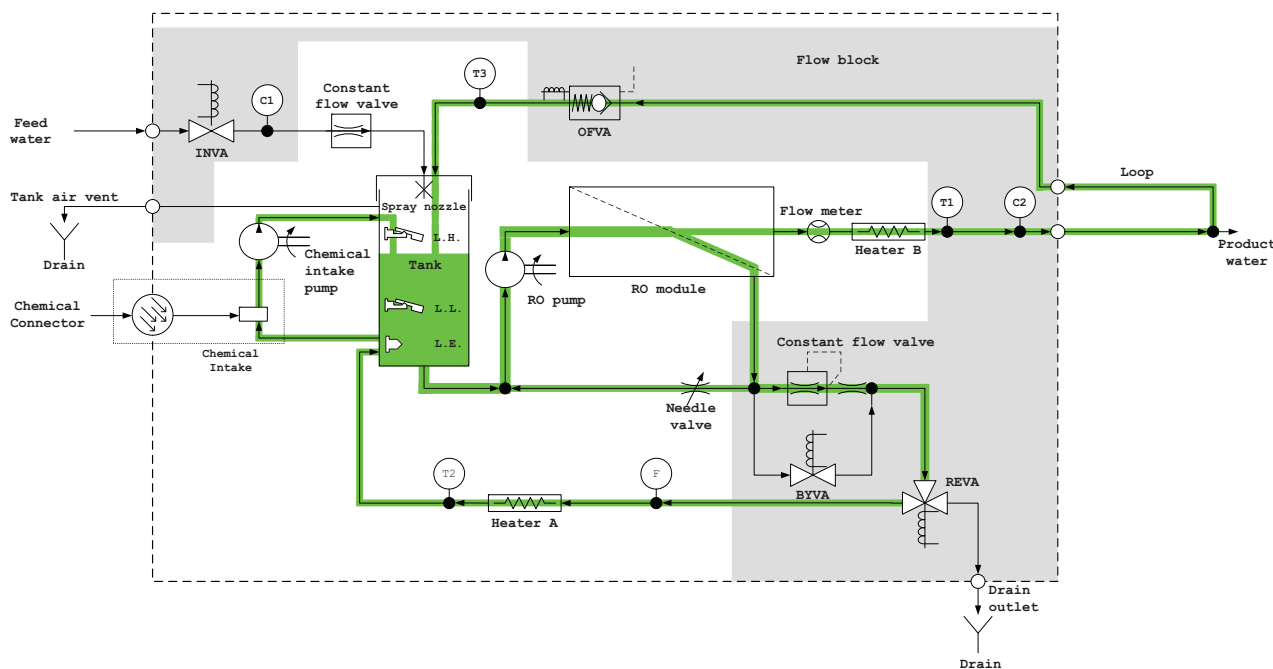 Flow block
T3
C1
Constant
flow valve
Feed
water
INVA
OFVA
Loop
Tank air vent
Spray nozzle
T1
C2
Flow meter
L.H.
Chemical
intake
pump
Tank
Heater B
Product
water
Drain
RO pump
RO module
Chemical
Connector
L.L.
L.E.
Chemical
Intake
Constant flow valve
Needle
valve
T2
F
BYVA
REVA
Heater A
Drain
outlet
Drain